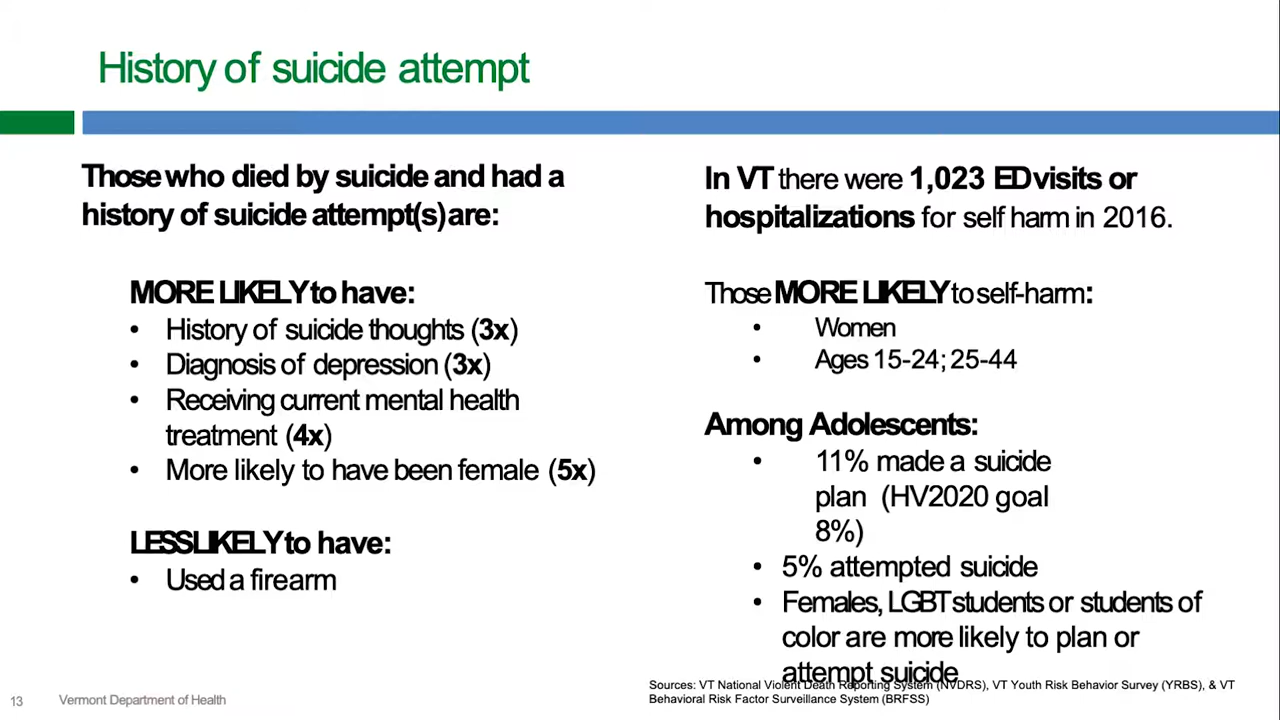 History of suicide attempt
Those who died by suicide and had a
history of suicide attempt(s) are:
MORE LIKELY to have:
• History of suicide thoughts (3x)
• Diagnosis of depression (3x)
• Receiving current mental health
treatment (4x)
• More likely to have been female (5x)
LESS LIKELY to have:
• Used a firearm
In VT there were 1,023 ED visits or
hospitalizations for self harm in 2016.
Those MORE LIKELY to self-harm:
• Women
• Ages 15-24; 25-44
Among Adolescents:
• 11% made a suicide
plan (HV2020 goal
8%)
• 5% attempted suicide
• Females, LGBT students or students of
color are more likely to plan or
attempt suicide
Sources: VT National Violent Death Reporting System (NVDRS), VT Youth Risk Behavior Survey (YRBS), & VT
Behavioral Risk Factor Surveillance System (BRFSS)
13 Vermont Department of Health